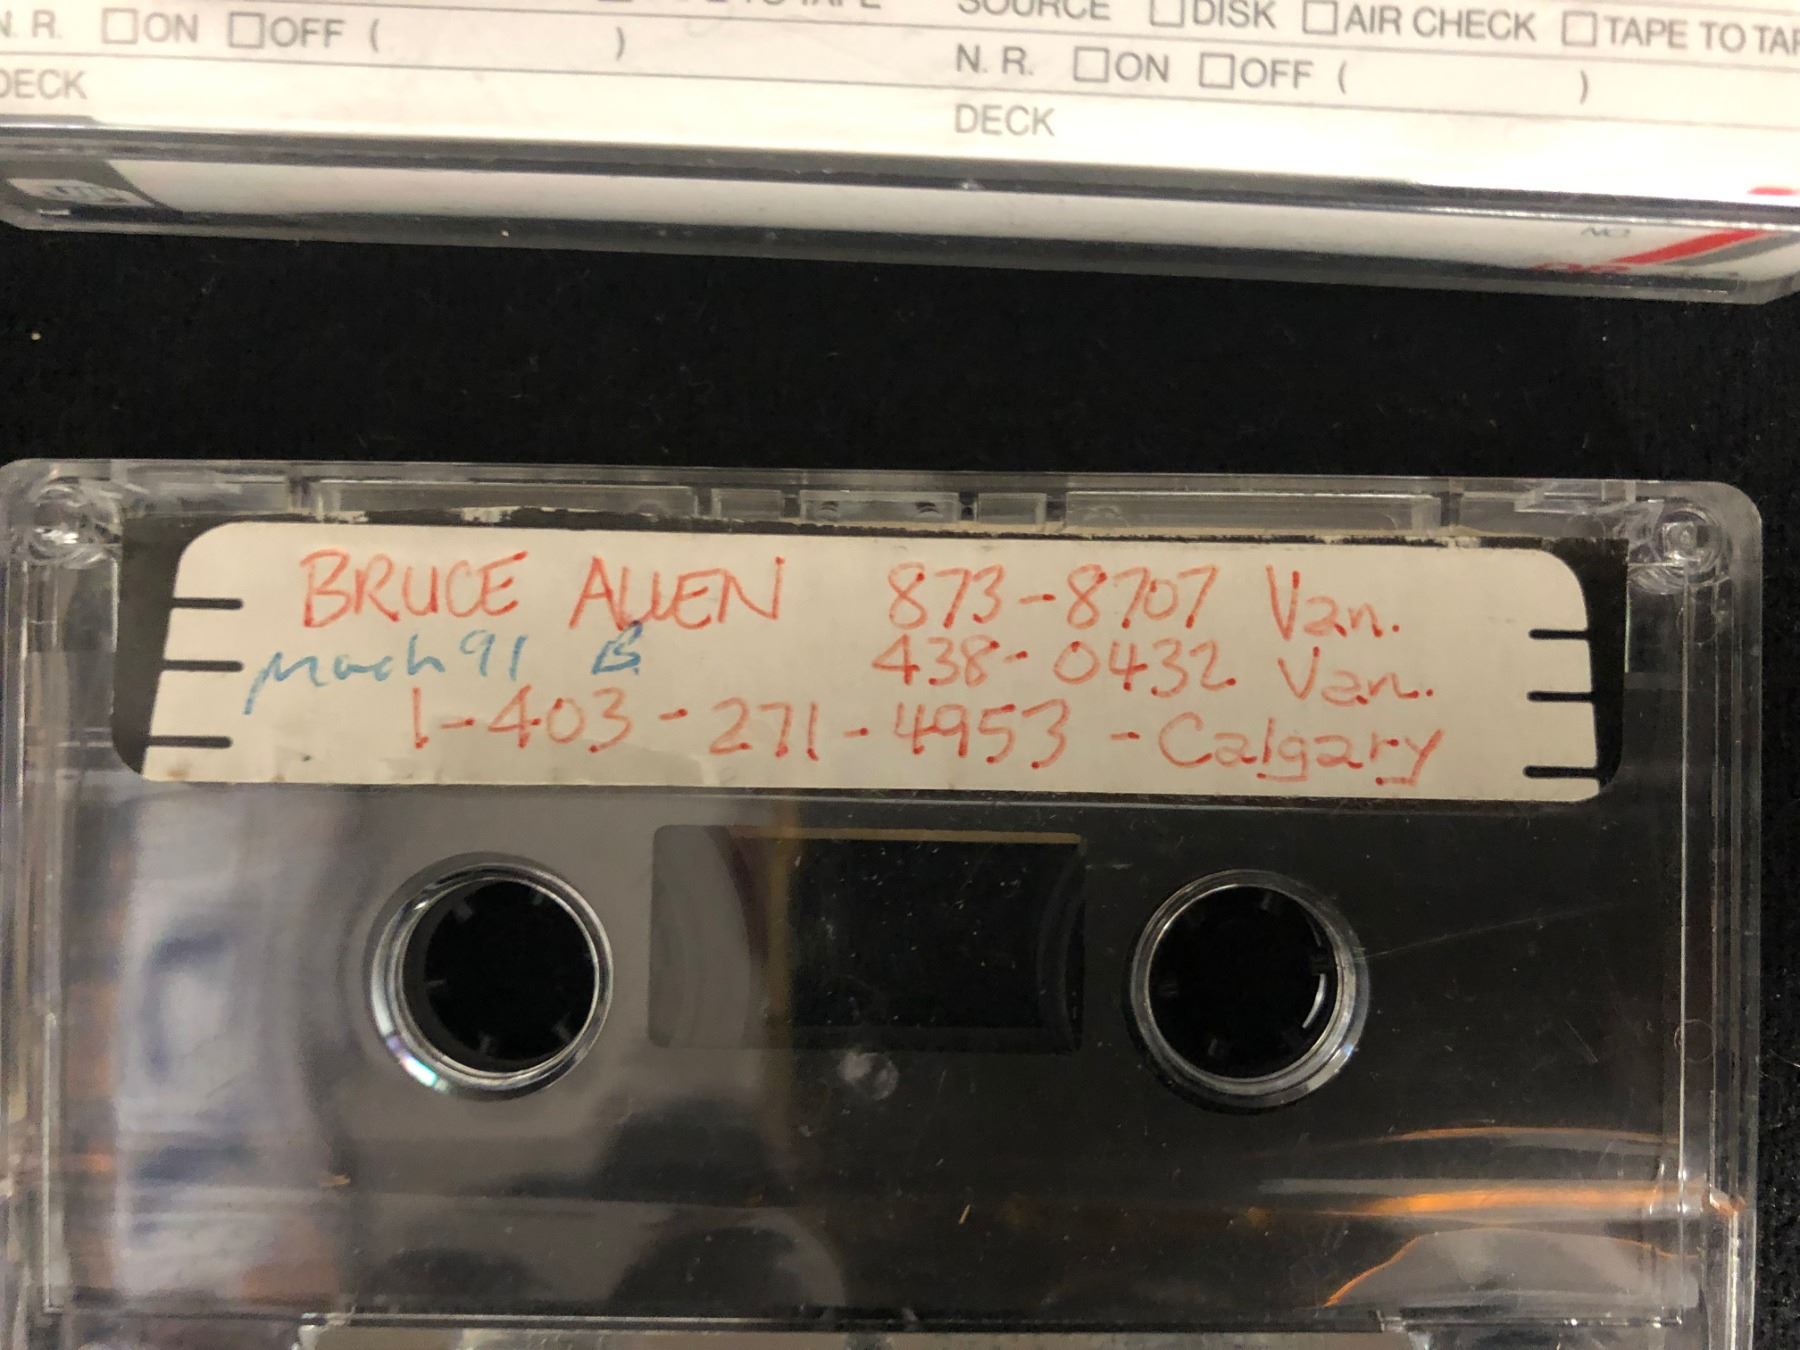 SOURCE □ DISK □ AIR CHECK □ TAPE TO
N. R. □ ON □ OFF ( )
N. R. □ ON □ OFF ( )
DECK
DECK
BRUCE ALLEN 873-8707 Van.
March 91 B. 438-0432 Van.
1-403-271-4953 - Calgary